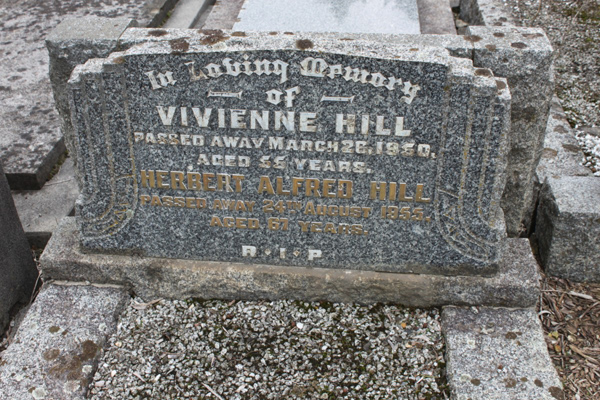 In Loving Memory
of
VIVIENNE HILL
PASSED AWAY MARCH 26, 1950.
AGED 55 YEARS.
HERBERT ALFRED HILL
PASSED AWAY 24TH AUGUST 1955.
AGED 67 YEARS.
R.I.P